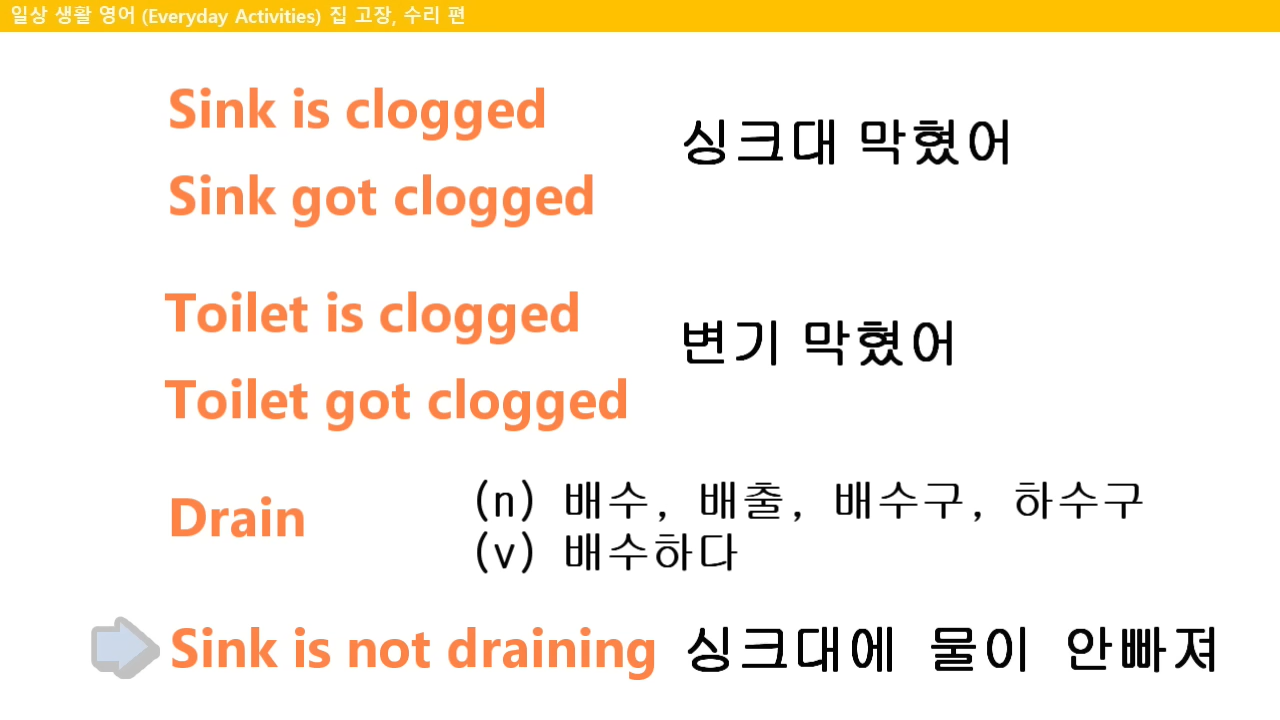 일상 생활 영어 (Everyday Activities) 집 고장, 수리 편
Sink is clogged
싱크대 막혔어
Sink got clogged
Toilet is clogged
변기 막혔어
Toilet got clogged
Drain
(n) 배수, 배출, 배수구, 하수구
(v) 배수하다
Sink is not draining 싱크대에 물이 안빠져